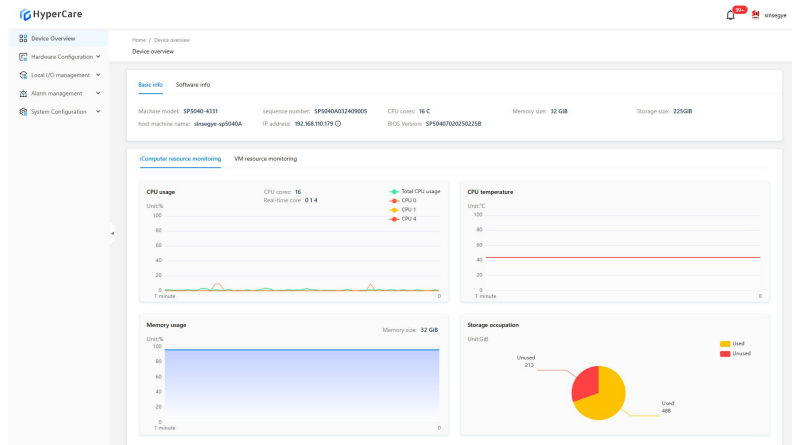 HyperCare
99+
sinsegye
Device Overview
Hardware Configuration
Local I/O management
Alarm management
System Configuration
Home / Device overview
Device overview
Basic info Software info
Machine model: SP5040-4331 sequence number: SP5040A032409005 CPU cores: 16 C Memory size: 32 GiB Storage size: 225GiB
host machine name: sinsegye-sp5040A IP address: 192.168.110.179 BIOS Version: SP50407020250225B
iComputer resource monitoring VM resource monitoring
CPU usage CPU cores: 16
Real-time core 0 1 4
Total CPU usage
CPU 0
CPU 1
CPU 4
Unit:%
100
80
60
40
20
0
1 minute 0
CPU temperature
Unit:°C
100
80
60
40
20
0
1 minute 0
Memory usage Memory size: 32 GiB
Unit:%
100
80
60
40
20
0
1 minute 0
Storage occupation
Unit:GiB
Used
Unused
Unused
213
Used
488